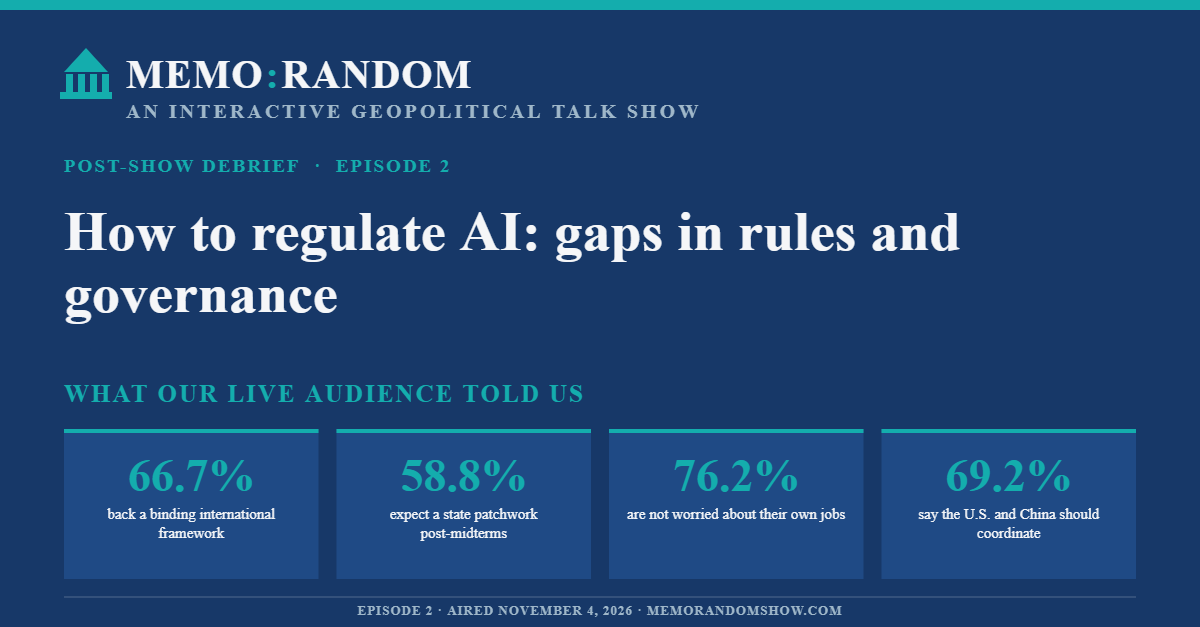 MEMO:RANDOM
AN INTERACTIVE GEOPOLITICAL TALK SHOW
POST-SHOW DEBRIEF · EPISODE 2
How to regulate AI: gaps in rules and
governance
WHAT OUR LIVE AUDIENCE TOLD US
66.7%
back a binding international
framework
58.8%
expect a state patchwork
post-midterms
76.2%
are not worried about their own jobs
69.2%
say the U.S. and China should
coordinate
EPISODE 2 · AIRED NOVEMBER 4, 2026 · MEMORANDOMSHOW.COM